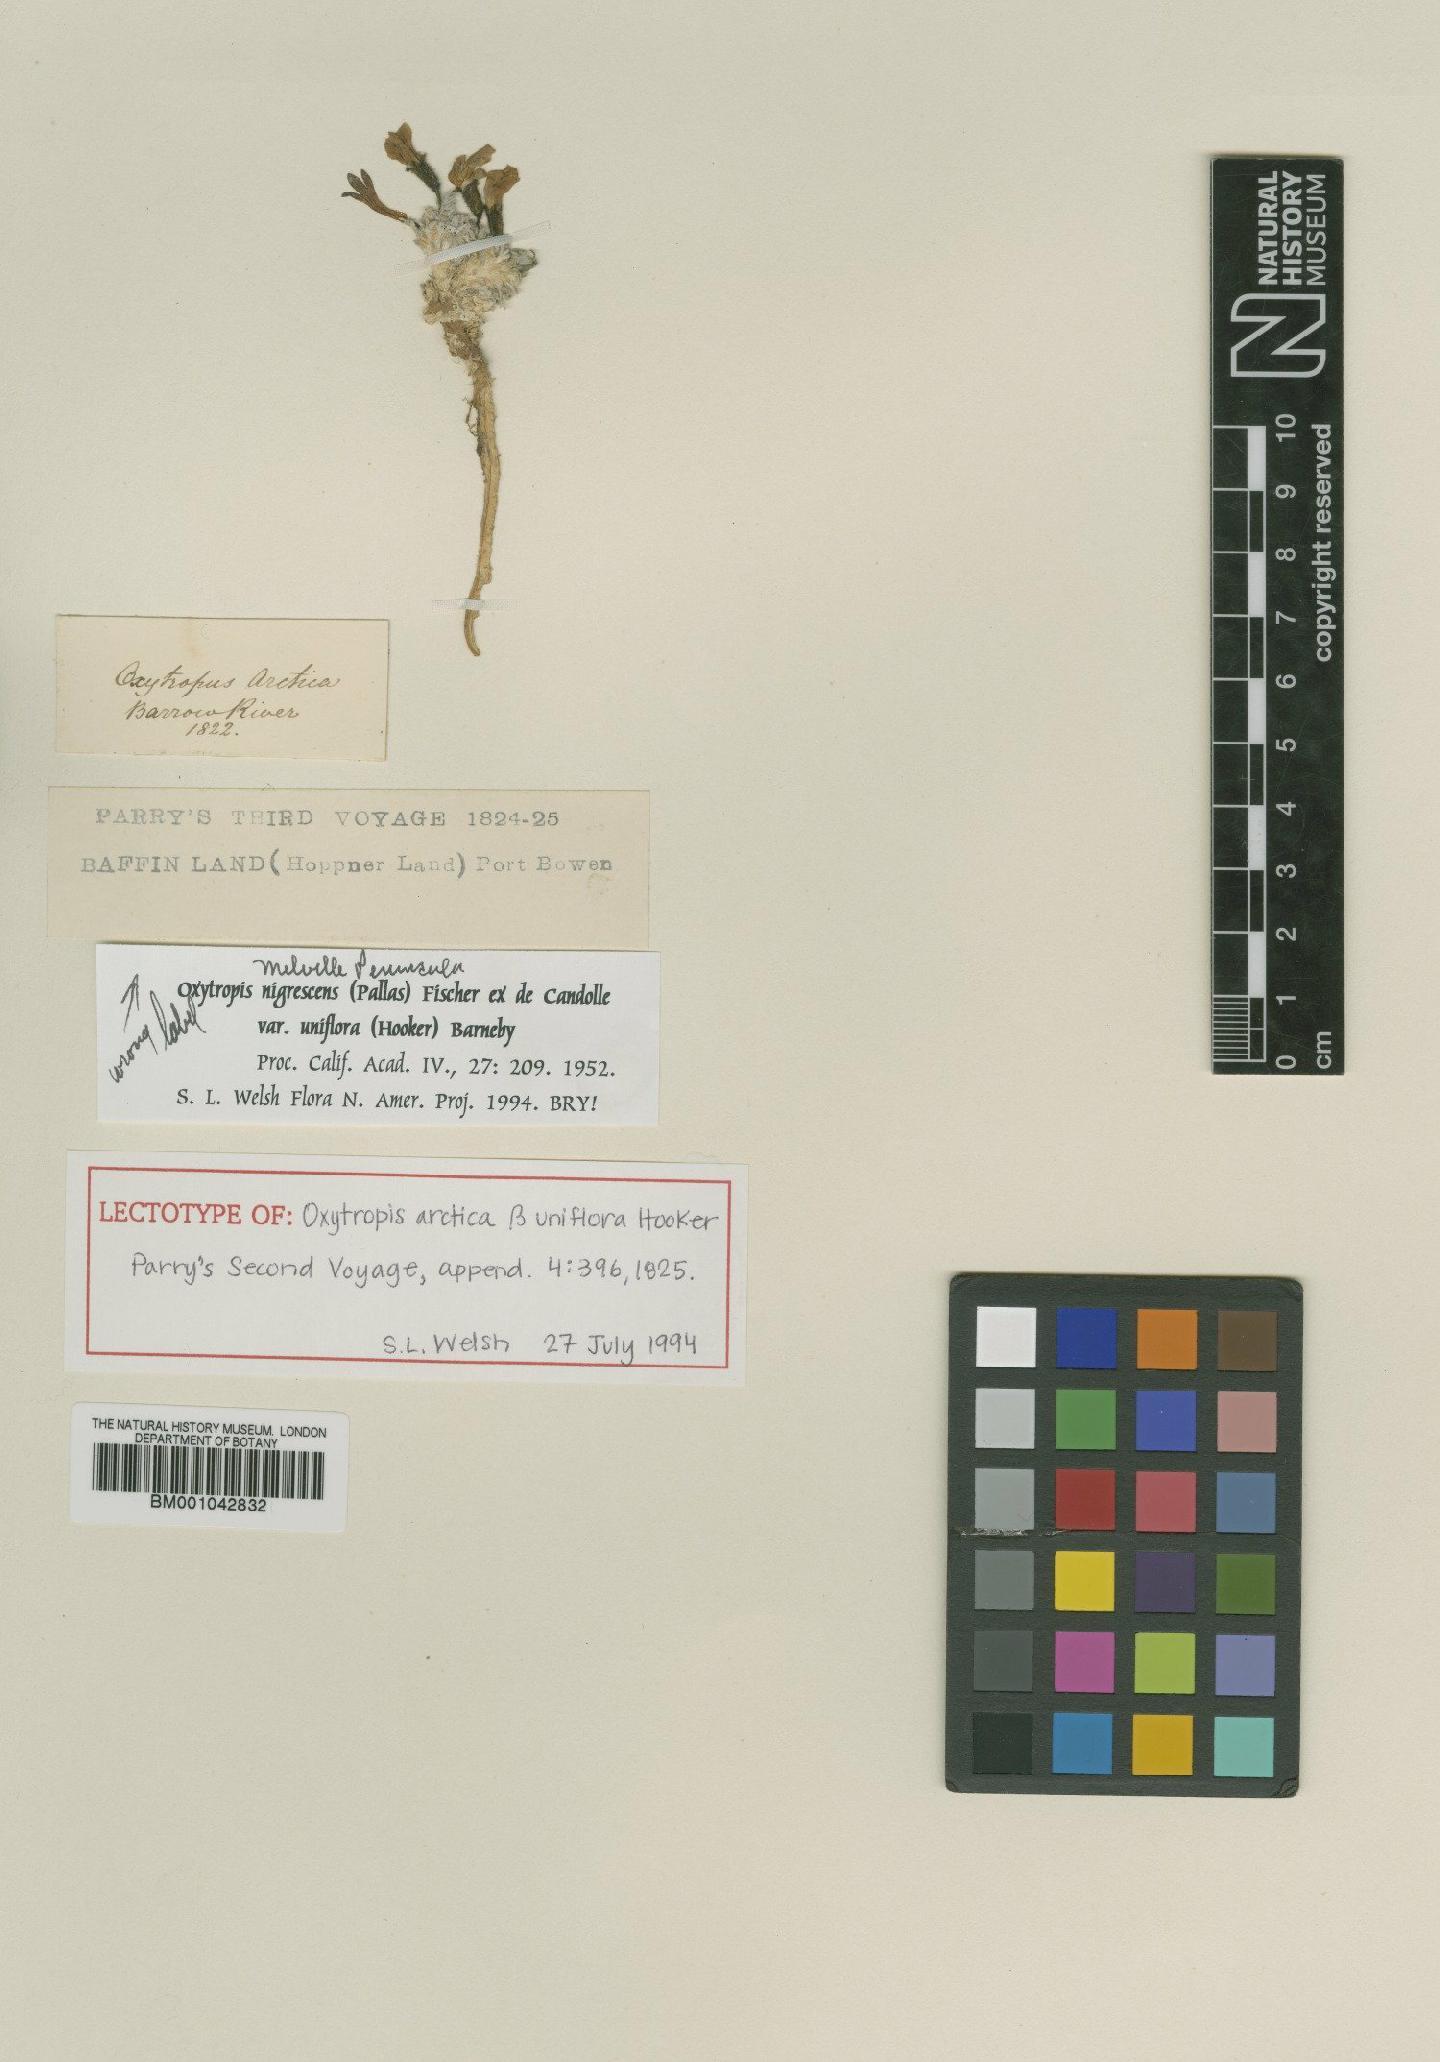 NATURAL
HISTORY
MUSEUM
10
9
8
7
6
5
4
3
2
1
0
cm
copyright reserved
Oxytropus Arctica
Barrow River
1822.
PARRY'S THIRD VOYAGE 1824-25
BAFFIN LAND (Hoppner Land) Port Bowen
Melville Peninsula
↑ wrong label
Oxytropis nigrescens (Pallas) Fischer ex de Candolle
var. uniflora (Hooker) Barneby
Proc. Calif. Acad. IV., 27: 209. 1952.
S. L. Welsh Flora N. Amer. Proj. 1994. BRY!
LECTOTYPE OF: Oxytropis arctica β uniflora Hooker
Parry's Second Voyage, append. 4:396, 1825.
S.L. Welsh 27 July 1994
THE NATURAL HISTORY MUSEUM, LONDON
DEPARTMENT OF BOTANY
BM001042832